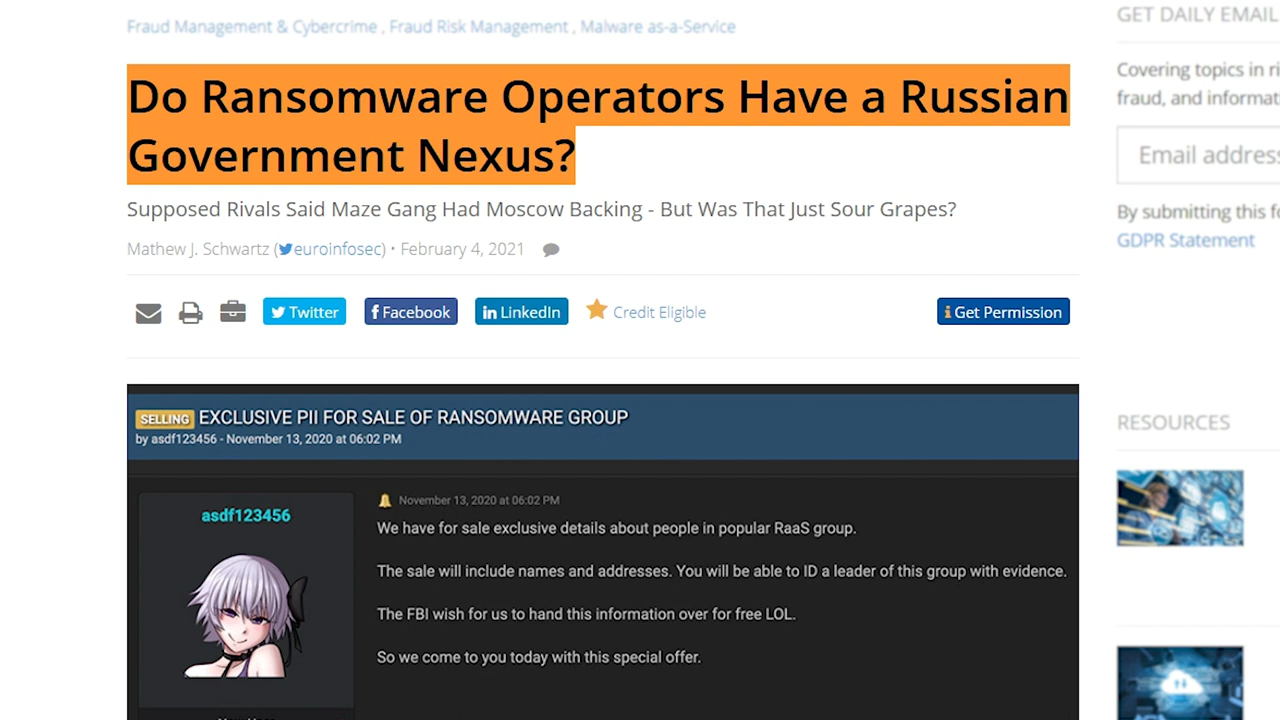 Fraud Management & Cybercrime , Fraud Risk Management , Malware as-a-Service
Do Ransomware Operators Have a Russian
Government Nexus?
Supposed Rivals Said Maze Gang Had Moscow Backing - But Was That Just Sour Grapes?
Mathew J. Schwartz (euroinfosec) • February 4, 2021
Twitter
Facebook
LinkedIn
Credit Eligible
Get Permission
SELLING EXCLUSIVE PII FOR SALE OF RANSOMWARE GROUP
by asdf123456 - November 13, 2020 at 06:02 PM
asdf123456
November 13, 2020 at 06:02 PM
We have for sale exclusive details about people in popular RaaS group.
The sale will include names and addresses. You will be able to ID a leader of this group with evidence.
The FBI wish for us to hand this information over for free LOL.
So we come to you today with this special offer.
GET DAILY EMAIL
Covering topics in
fraud, and
Email address
By submitting this
GDPR Statement
RESOURCES